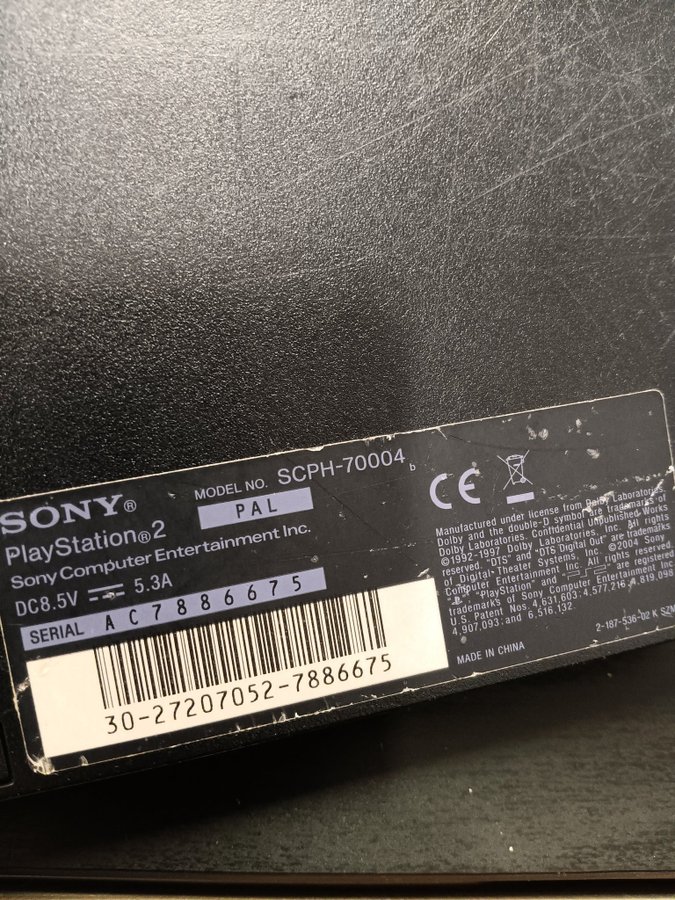 SONY®
PlayStation®2
MODEL NO. SCPH-70004 b
PAL
Sony Computer Entertainment Inc.
DC8.5V 5.3A
SERIAL AC7886675
30-27207052-7886675
CE
Manufactured under license from Dolby Laboratories.
Dolby and the double-D symbol are trademarks of
Dolby Laboratories. Confidential Unpublished Works
©1992-1997 Dolby Laboratories, Inc. All rights
reserved. "DTS" and "DTS Digital Out" are trademarks
of Digital Theater Systems, Inc. ©2004 Sony
Computer Entertainment Inc. All rights reserved.
"PlayStation" and are registered
trademarks of Sony Computer Entertainment Inc.
U.S. Patent Nos. 4,631,603; 4,577,216; 4,819,098
4,907,093; and 6,516,132.
MADE IN CHINA
2-187-536-02 K SZM